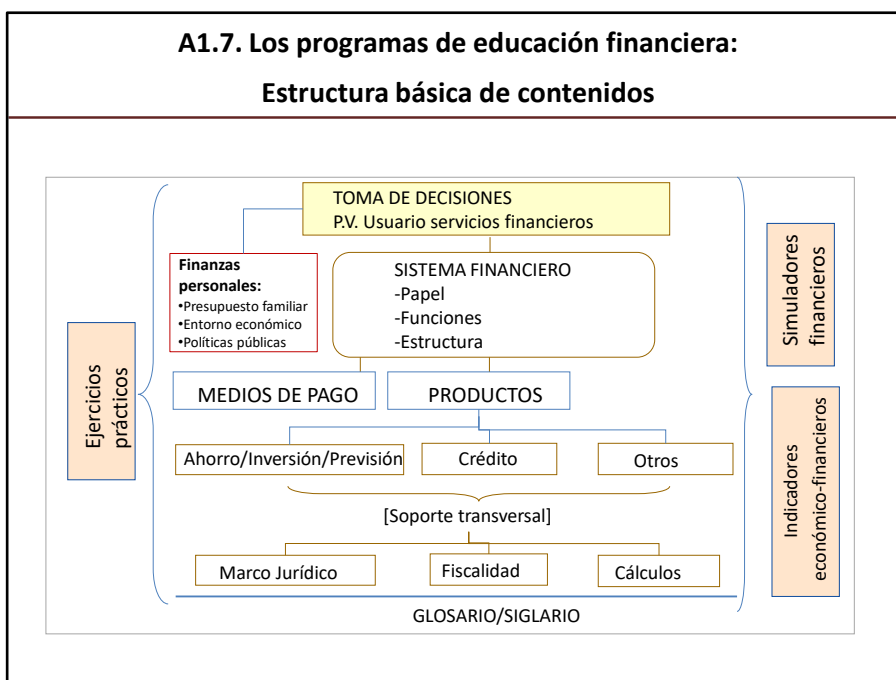 A1.7. Los programas de educación financiera:
Estructura básica de contenidos
TOMA DE DECISIONES
P.V. Usuario servicios financieros
Finanzas
personales:
•Presupuesto familiar
•Entorno económico
•Políticas públicas
SISTEMA FINANCIERO
-Papel
-Funciones
-Estructura
MEDIOS DE PAGO
PRODUCTOS
Ahorro/Inversión/Previsión
Crédito
Otros
[Soporte transversal]
Marco Jurídico
Fiscalidad
Cálculos
GLOSARIO/SIGLARIO
Ejercicios
prácticos
Simuladores
financieros
Indicadores
económico-financieros